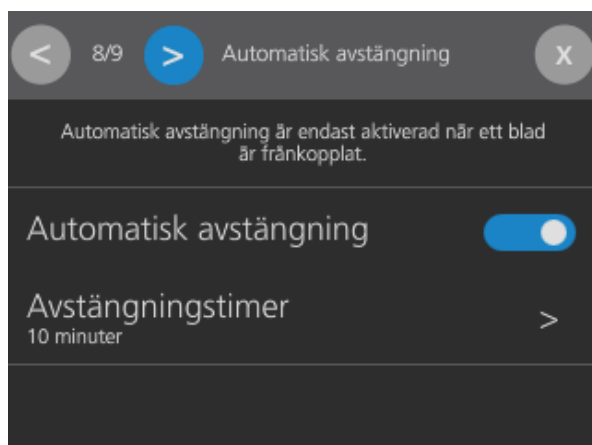 < 8/9 > Automatisk avstängning X
Automatisk avstängning är endast aktiverad när ett blad
är frånkopplat.
Automatisk avstängning
Avstängningstimer
10 minuter
>